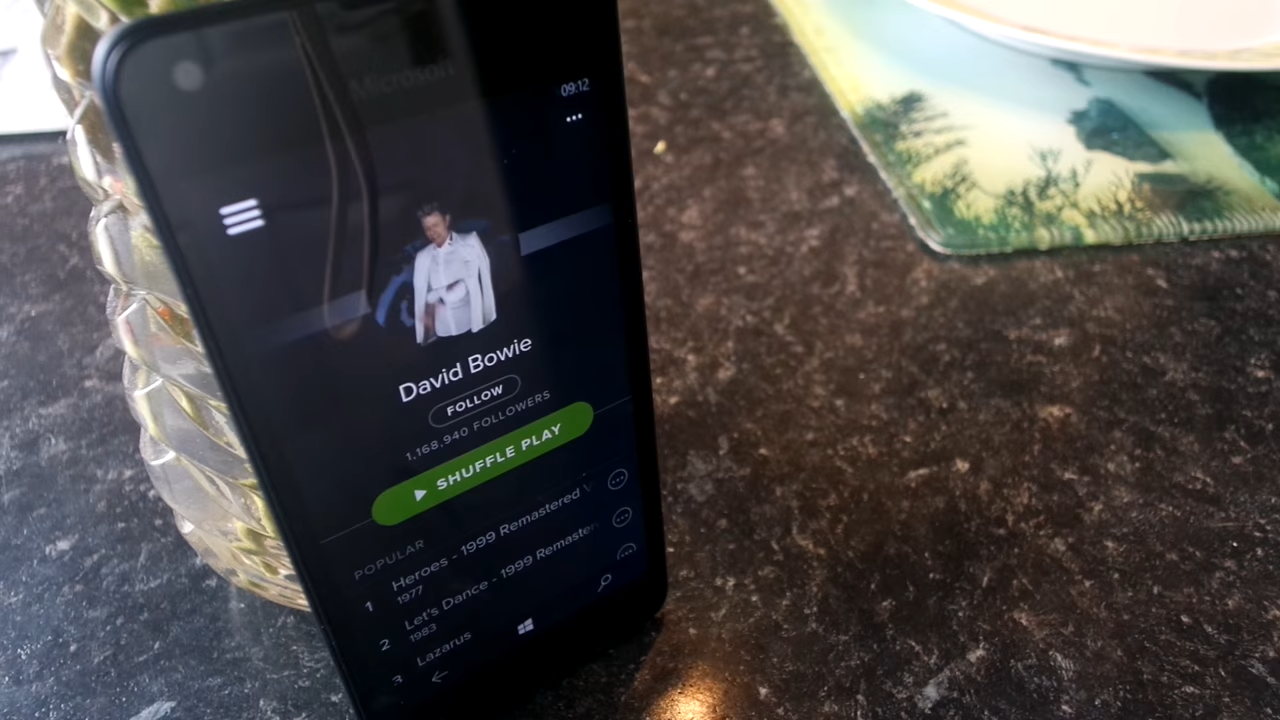 Microsoft
09:12
David Bowie
FOLLOW
1,168,940 FOLLOWERS
SHUFFLE PLAY
POPULAR
1 Heroes - 1999 Remastered V
1977
2 Let's Dance - 1999 Remaster
1983
3 Lazarus